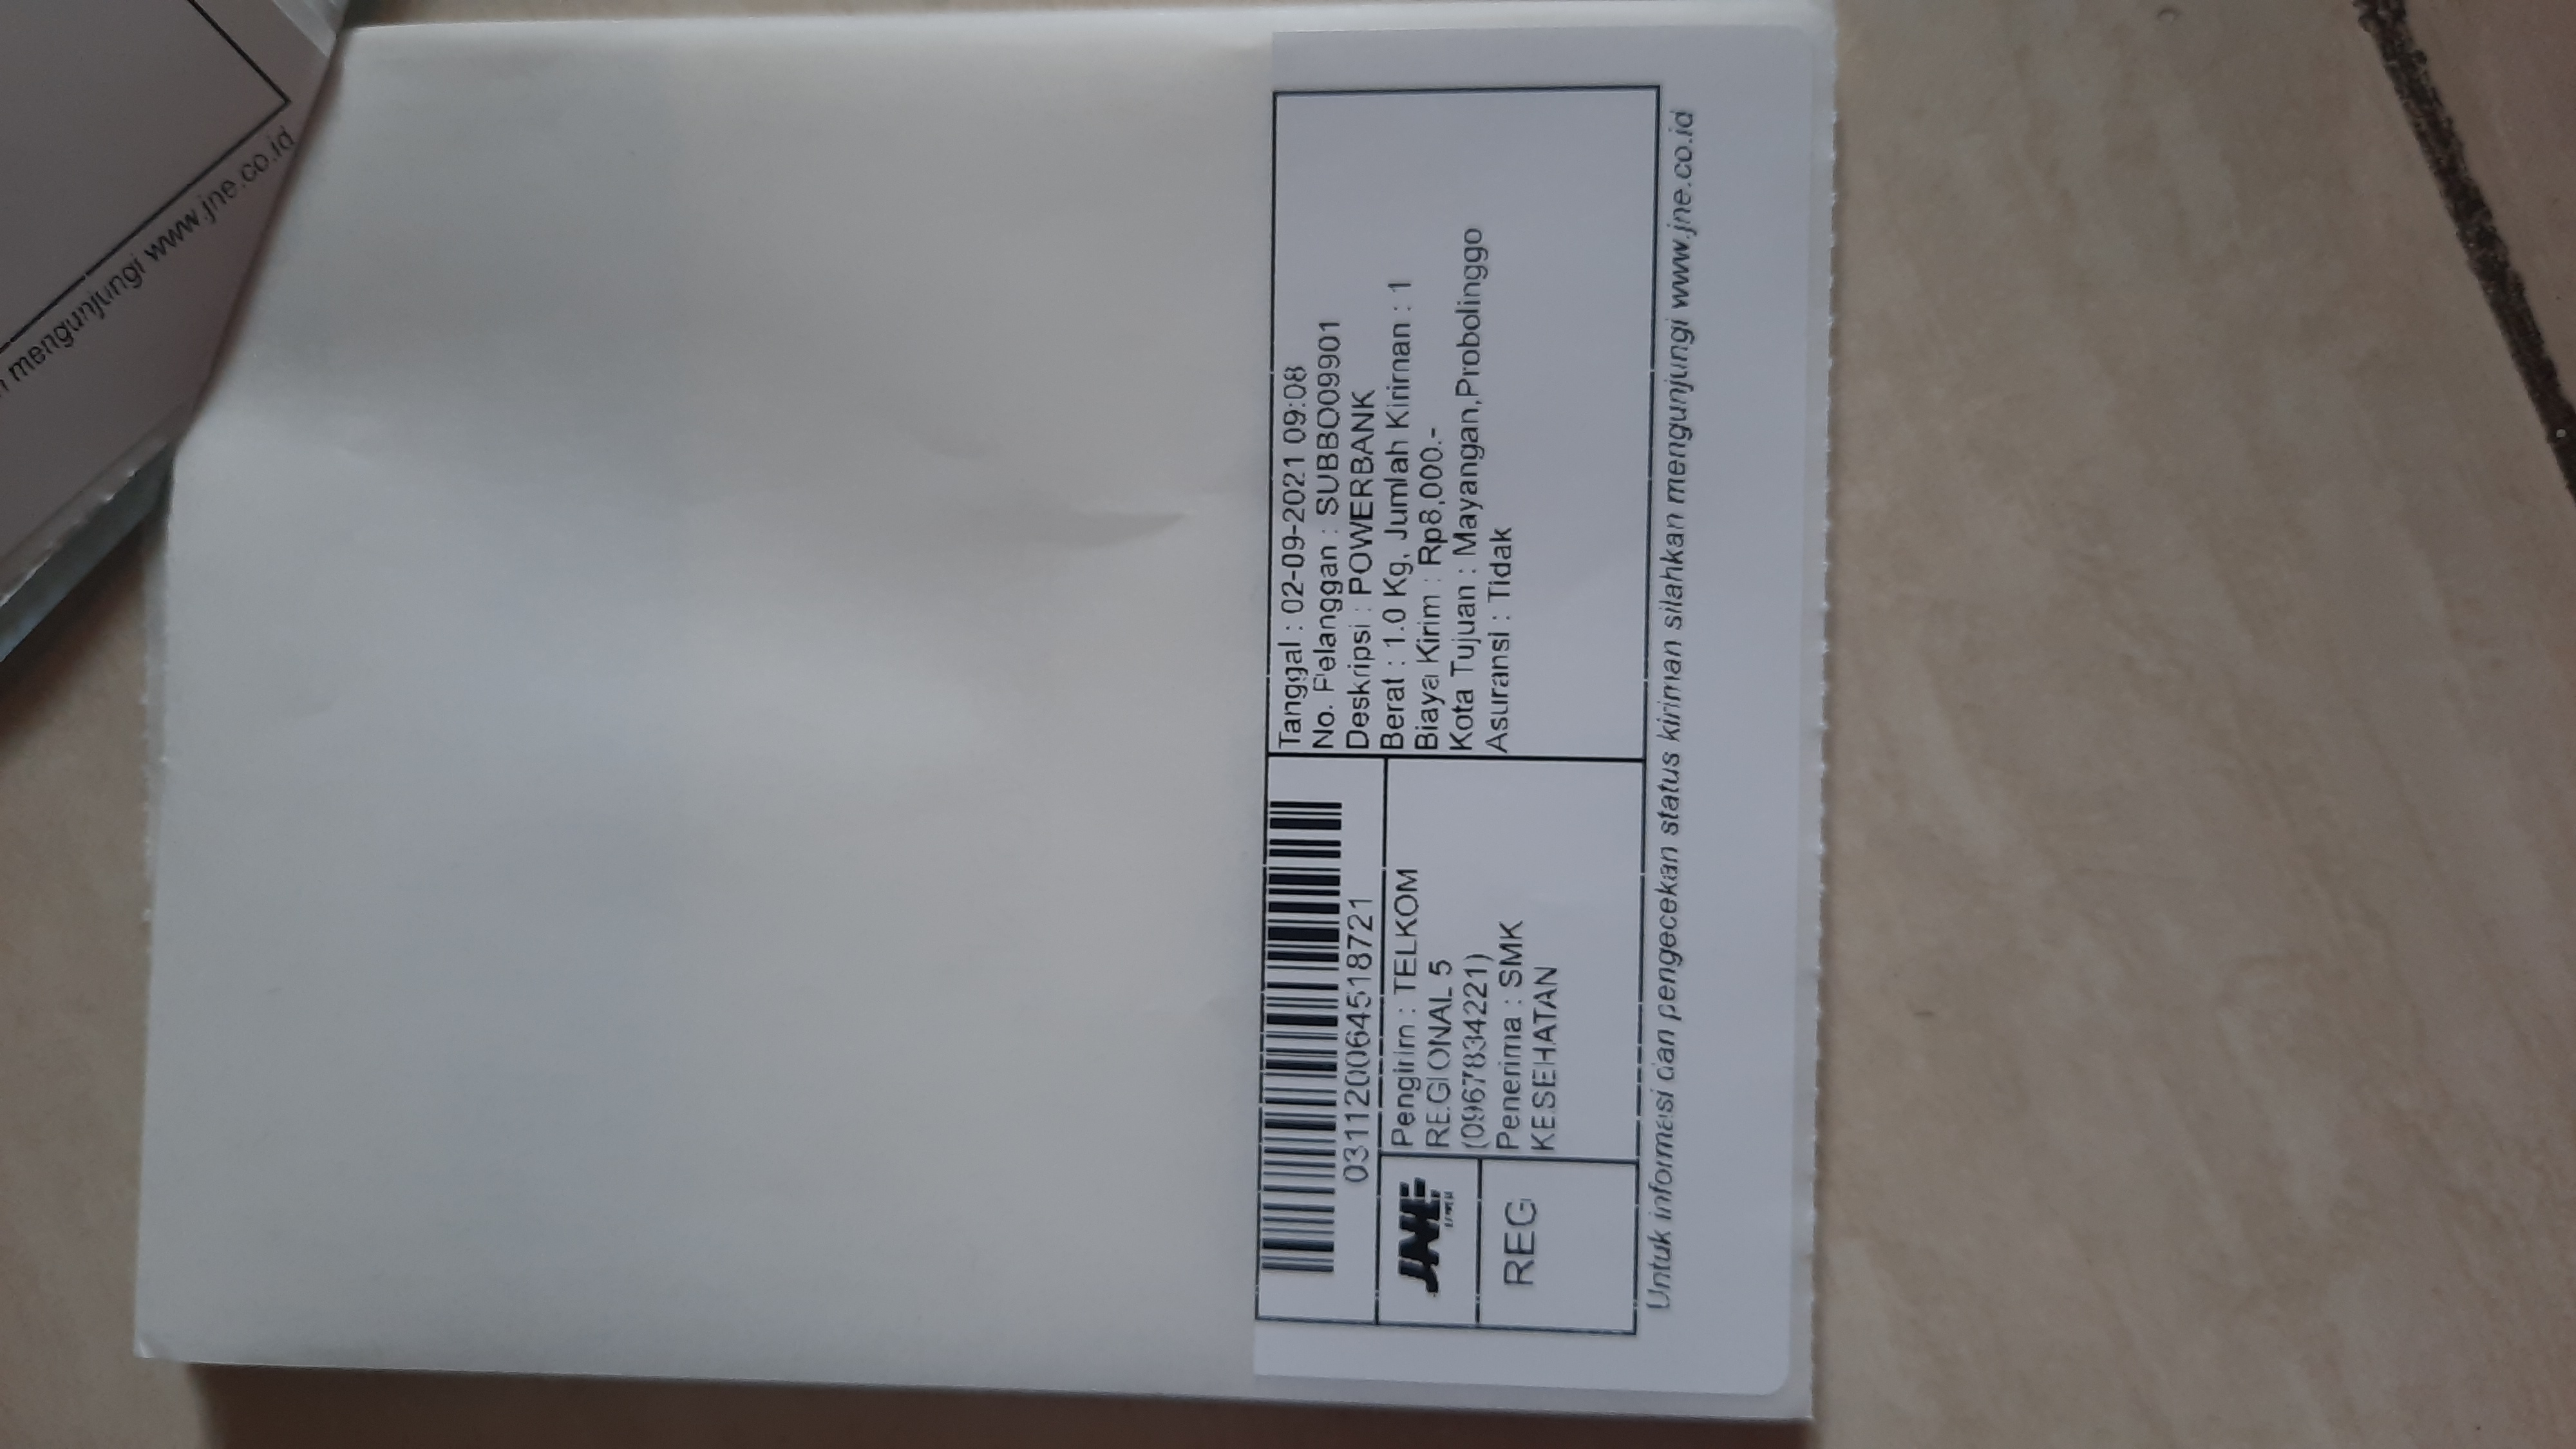 mengunjungi www.jne.co.id
031120064518721
JNE
REG
Pengirim : TELKOM
REGIONAL 5
(0967834221)
Penerima : SMK
KESEHATAN
Tanggal : 02-09-2021 09:08
No. Pelanggan : SUBBO09901
Deskripsi : POWERBANK
Berat : 1.0 Kg, Jumlah Kiriman : 1
Biaya Kirim : Rp8,000.-
Kota Tujuan : Mayangan,Probolinggo
Asuransi : Tidak
Untuk informasi dan pengecekan status kiriman silahkan mengunjungi www.jne.co.id